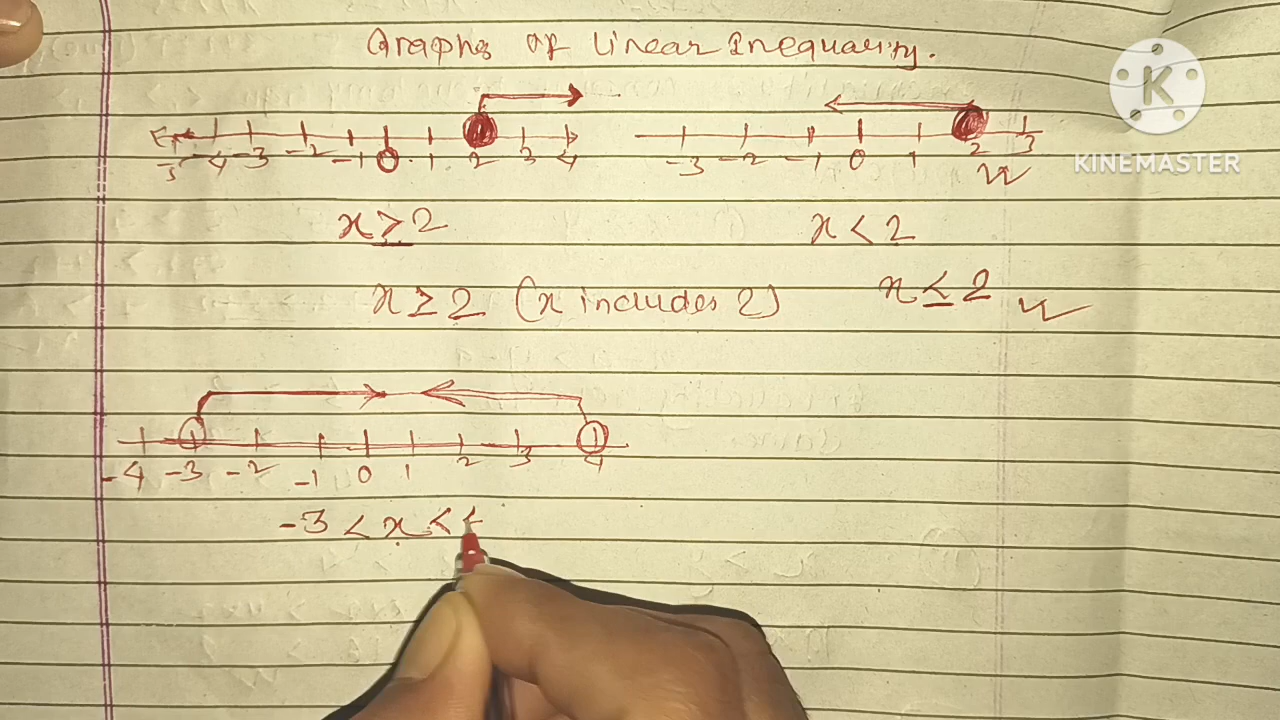 Graphs of Linear Inequality.
-5 -4 -3 -2 -1 0 1 2 3 4
-3 -2 -1 0 1 2 3
K
KINEMASTER
x ≥ 2
x < 2
x ≥ 2 (x includes 2)
x ≤ 2
-4 -3 -2 -1 0 1 2 3 4
-3 < x <